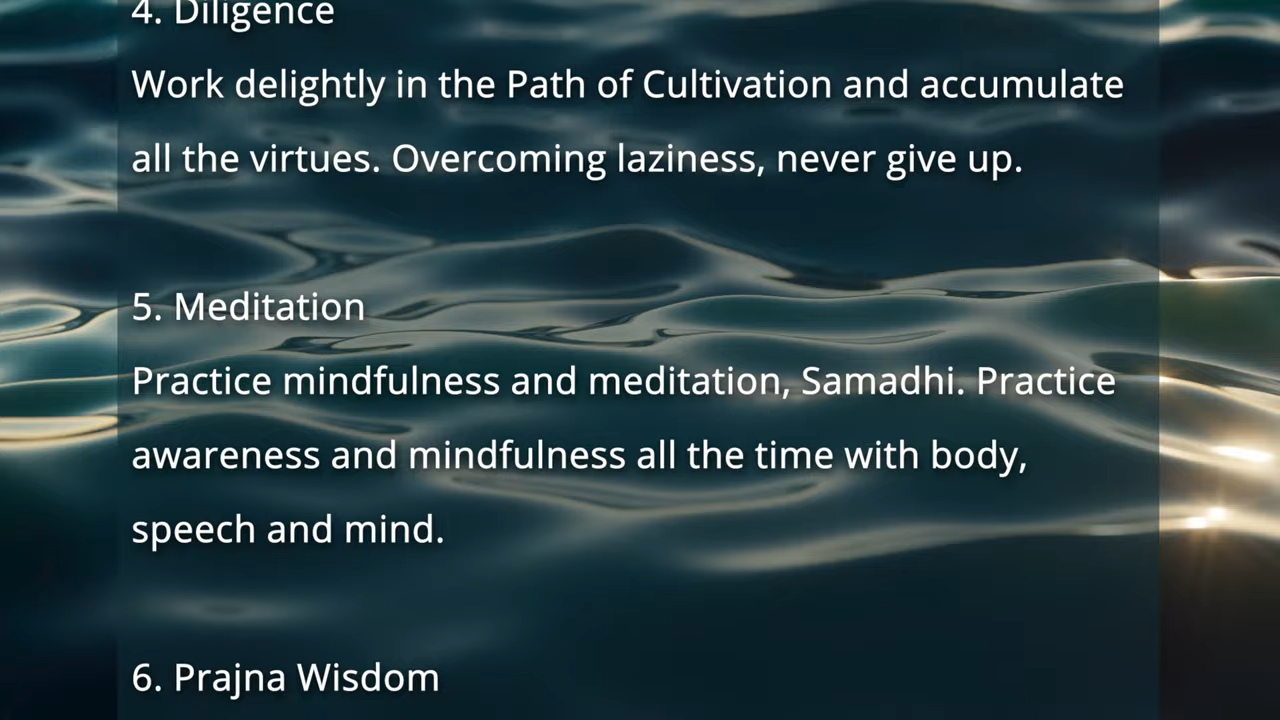 4. Diligence
Work delightly in the Path of Cultivation and accumulate
all the virtues. Overcoming laziness, never give up.
5. Meditation
Practice mindfulness and meditation, Samadhi. Practice
awareness and mindfulness all the time with body,
speech and mind.
6. Prajna Wisdom